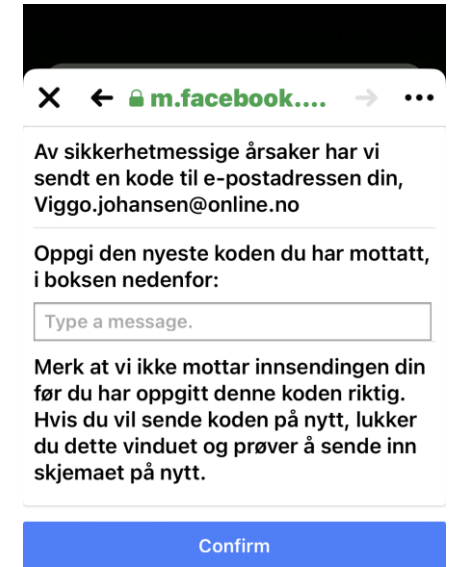 m.facebook....
Av sikkerhetmessige årsaker har vi
sendt en kode til e-postadressen din,
Viggo.johansen@online.no
Oppgi den nyeste koden du har mottatt,
i boksen nedenfor:
Type a message.
Merk at vi ikke mottar innsendingen din
før du har oppgitt denne koden riktig.
Hvis du vil sende koden på nytt, lukker
du dette vinduet og prøver å sende inn
skjemaet på nytt.
Confirm